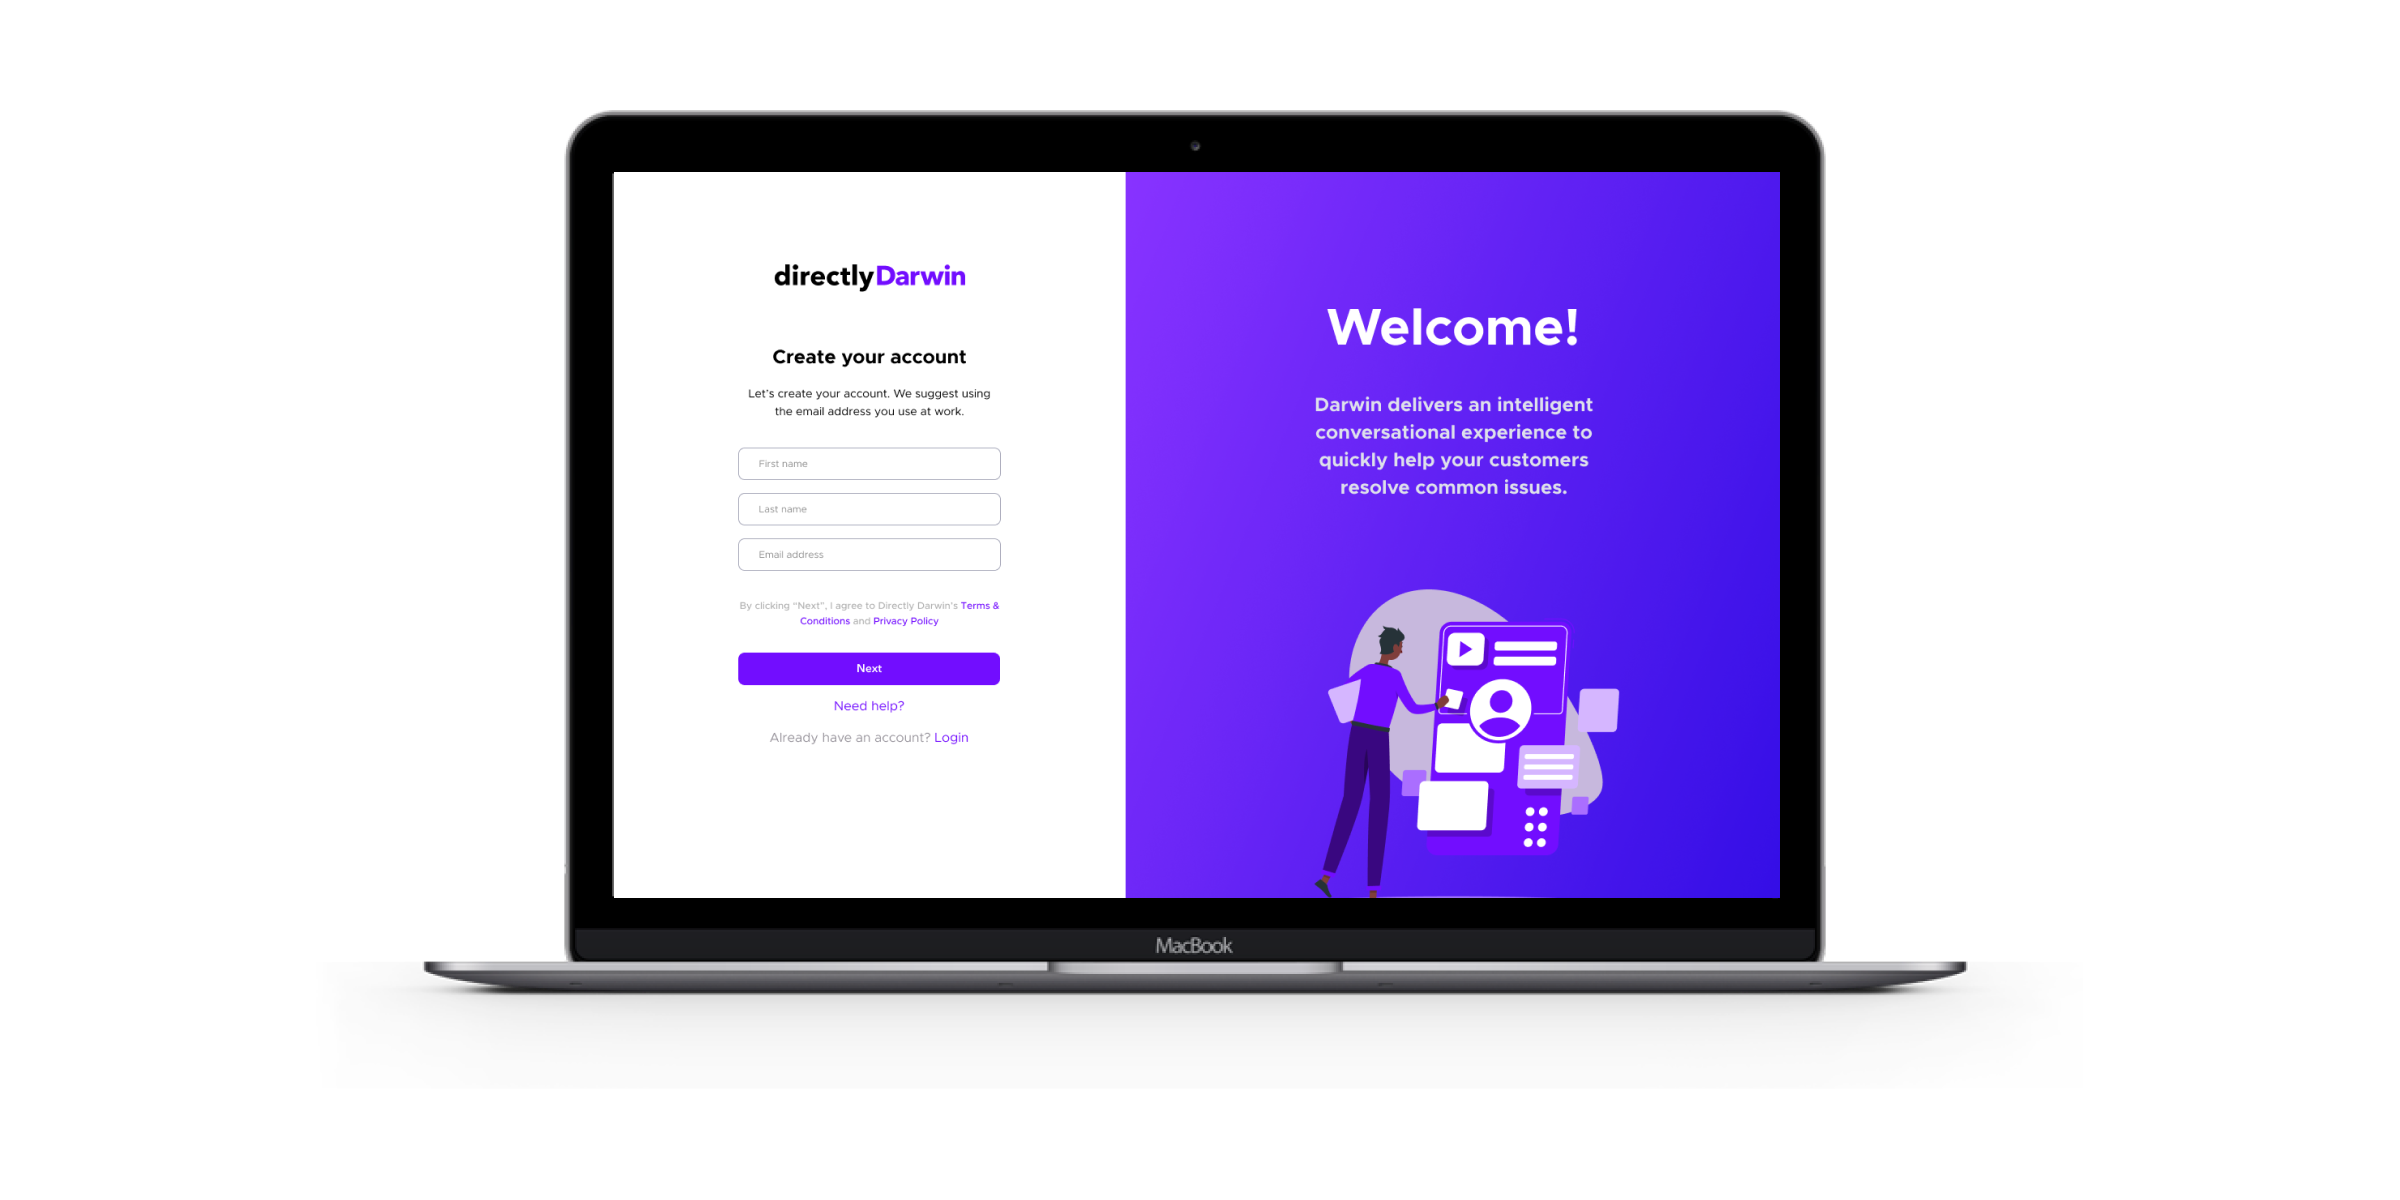 directlyDarwin
Create your account
Let's create your account. We suggest using
the email address you use at work.
First name
Last name
Email address
By clicking “Next”, I agree to Directly Darwin's Terms &
Conditions and Privacy Policy
Next
Need help?
Already have an account? Login
Welcome!
Darwin delivers an intelligent
conversational experience to
quickly help your customers
resolve common issues.
MacBook